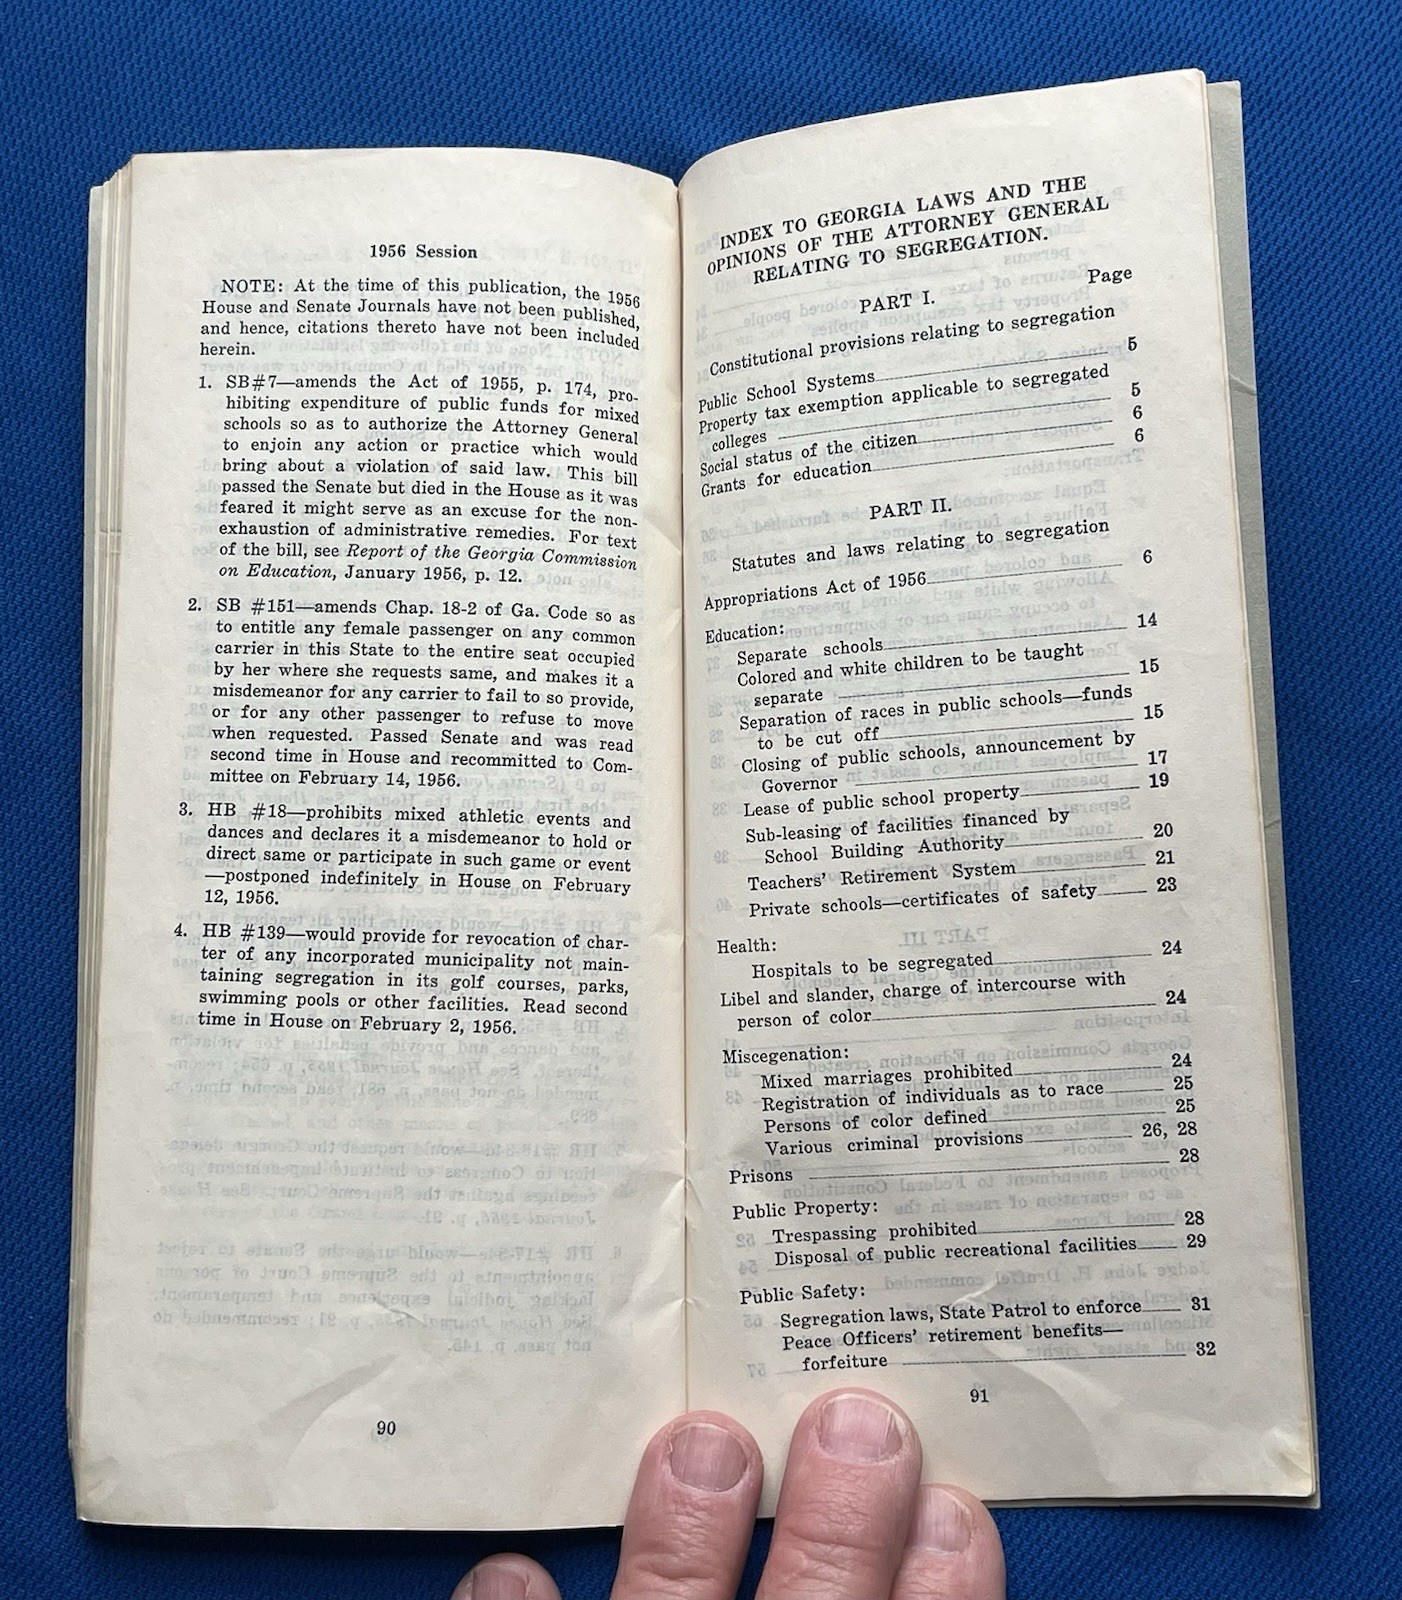 1956 Session
NOTE: At the time of this publication, the 1956
House and Senate Journals have not been published,
and hence, citations thereto have not been included
herein.
1. SB#7—amends the Act of 1955, p. 174, pro-
hibiting expenditure of public funds for mixed
schools so as to authorize the Attorney General
to enjoin any action or practice which would
bring about a violation of said law. This bill
passed the Senate but died in the House as it was
feared it might serve as an excuse for the non-
exhaustion of administrative remedies. For text
of the bill, see Report of the Georgia Commission
on Education, January 1956, p. 12.
2. SB #151—amends Chap. 18-2 of Ga. Code so as
to entitle any female passenger on any common
carrier in this State to the entire seat occupied
by her where she requests same, and makes it a
misdemeanor for any carrier to fail to so provide,
or for any other passenger to refuse to move
when requested. Passed Senate and was read
second time in House and recommitted to Com-
mittee on February 14, 1956.
3. HB #18—prohibits mixed athletic events and
dances and declares it a misdemeanor to hold or
direct same or participate in such game or event
—postponed indefinitely in House on February
12, 1956.
4. HB #139—would provide for revocation of char-
ter of any incorporated municipality not main-
taining segregation in its golf courses, parks,
swimming pools or other facilities. Read second
time in House on February 2, 1956.
90
INDEX TO GEORGIA LAWS AND THE
OPINIONS OF THE ATTORNEY GENERAL
RELATING TO SEGREGATION.
PART I. Page
Constitutional provisions relating to segregation
Public School Systems 5
Property tax exemption applicable to segregated
colleges 5
Social status of the citizen 6
Grants for education 6
PART II.
Statutes and laws relating to segregation
Appropriations Act of 1956 6
Education:
Separate schools 14
Colored and white children to be taught
separate 15
Separation of races in public schools—funds
to be cut off 15
Closing of public schools, announcement by
Governor 17
Lease of public school property 19
Sub-leasing of facilities financed by
School Building Authority 20
Teachers' Retirement System 21
Private schools—certificates of safety 23
Health:
Hospitals to be segregated 24
Libel and slander, charge of intercourse with
person of color 24
Miscegenation:
Mixed marriages prohibited 24
Registration of individuals as to race 25
Persons of color defined 25
Various criminal provisions 26, 28
Prisons 28
Public Property:
Trespassing prohibited 28
Disposal of public recreational facilities 29
Public Safety:
Segregation laws, State Patrol to enforce 31
Peace Officers' retirement benefits—
forfeiture 32
91